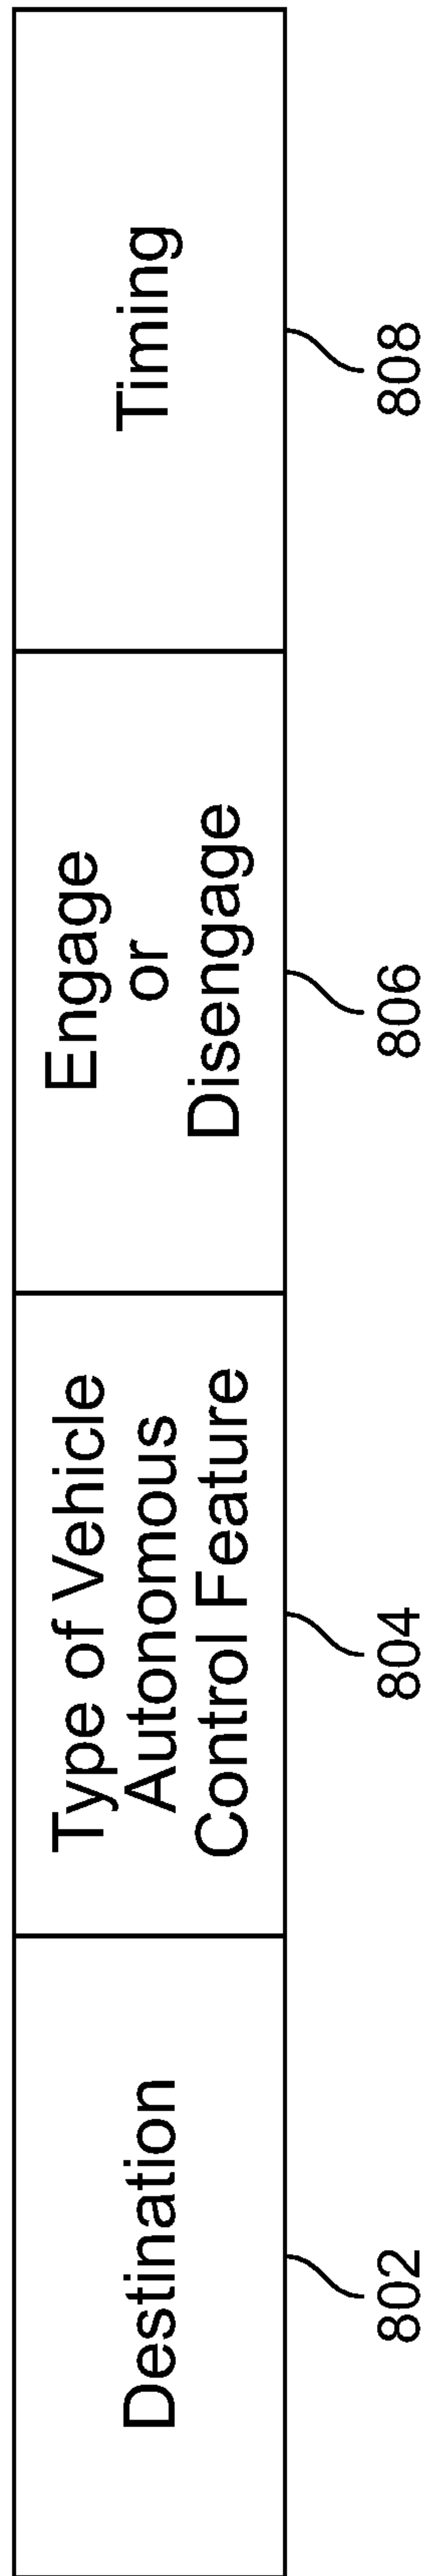 Destination
Type of Vehicle
Autonomous
Control Feature
Engage
or
Disengage
Timing
802
804
806
808